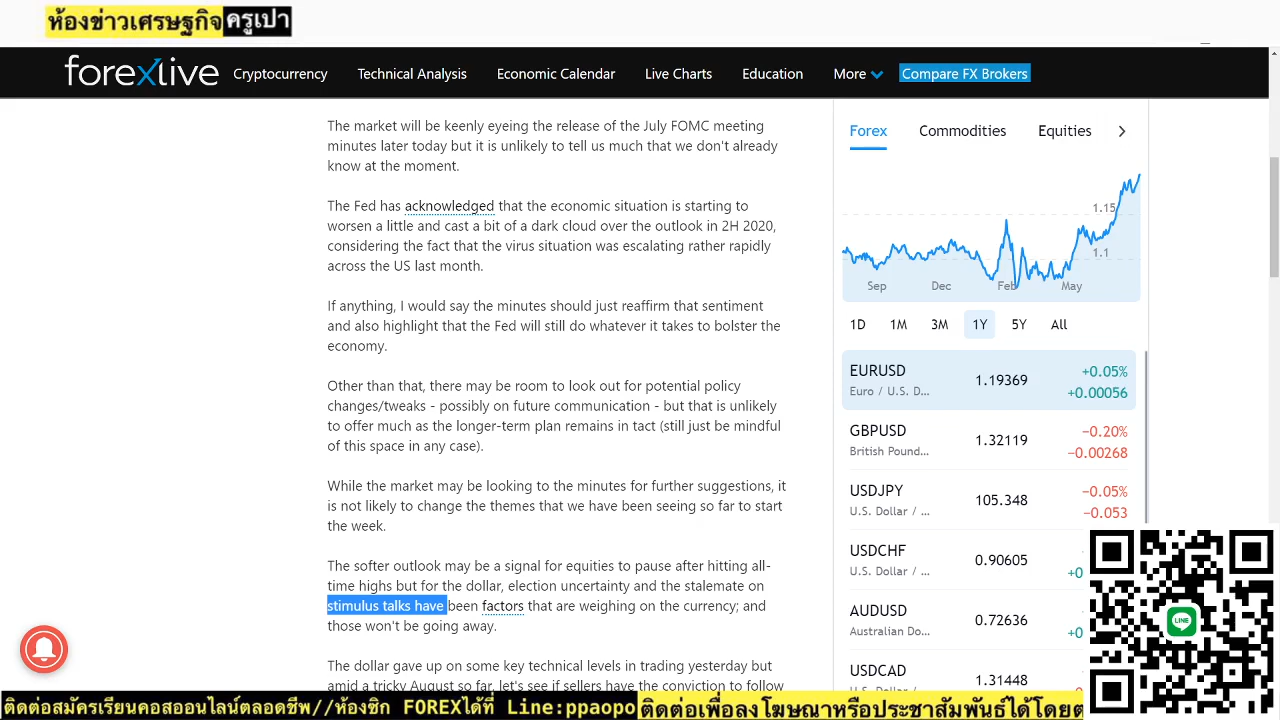 ห้องข่าวเศรษฐกิจครูเปา
forexlive Cryptocurrency Technical Analysis Economic Calendar Live Charts Education More Compare FX Brokers
The market will be keenly eyeing the release of the July FOMC meeting
minutes later today but it is unlikely to tell us much that we don't already
know at the moment.
The Fed has acknowledged that the economic situation is starting to
worsen a little and cast a bit of a dark cloud over the outlook in 2H 2020,
considering the fact that the virus situation was escalating rather rapidly
across the US last month.
If anything, I would say the minutes should just reaffirm that sentiment
and also highlight that the Fed will still do whatever it takes to bolster the
economy.
Other than that, there may be room to look out for potential policy
changes/tweaks - possibly on future communication - but that is unlikely
to offer much as the longer-term plan remains in tact (still just be mindful
of this space in any case).
While the market may be looking to the minutes for further suggestions, it
is not likely to change the themes that we have been seeing so far to start
the week.
The softer outlook may be a signal for equities to pause after hitting all-
time highs but for the dollar, election uncertainty and the stalemate on
stimulus talks have been factors that are weighing on the currency; and
those won't be going away.
The dollar gave up on some key technical levels in trading yesterday but
amid a tricky August so far, let's see if sellers have the conviction to follow
Forex Commodities Equities
1.15
1.1
Sep Dec Feb May
1D 1M 3M 1Y 5Y All
EURUSD 1.19369 +0.05%
Euro / U.S. D... +0.00056
GBPUSD 1.32119 −0.20%
British Pound... −0.00268
USDJPY 105.348 −0.05%
U.S. Dollar / ... −0.053
USDCHF 0.90605
U.S. Dollar / ... +0
AUDUSD 0.72636
Australian Do... +0
USDCAD 1.31448
LINE
ติดต่อสมัครเรียนคอสออนไลน์ตลอดชีพ//ห้องซิก FOREXได้ที่ Line:ppaopo ติดต่อเพื่อลงโฆษณาหรือประชาสัมพันธ์ได้โดยต